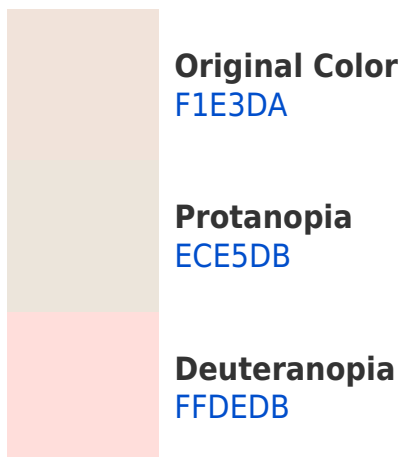 Original Color
F1E3DA
Protanopia
ECE5DB
Deuteranopia
FFDEDB